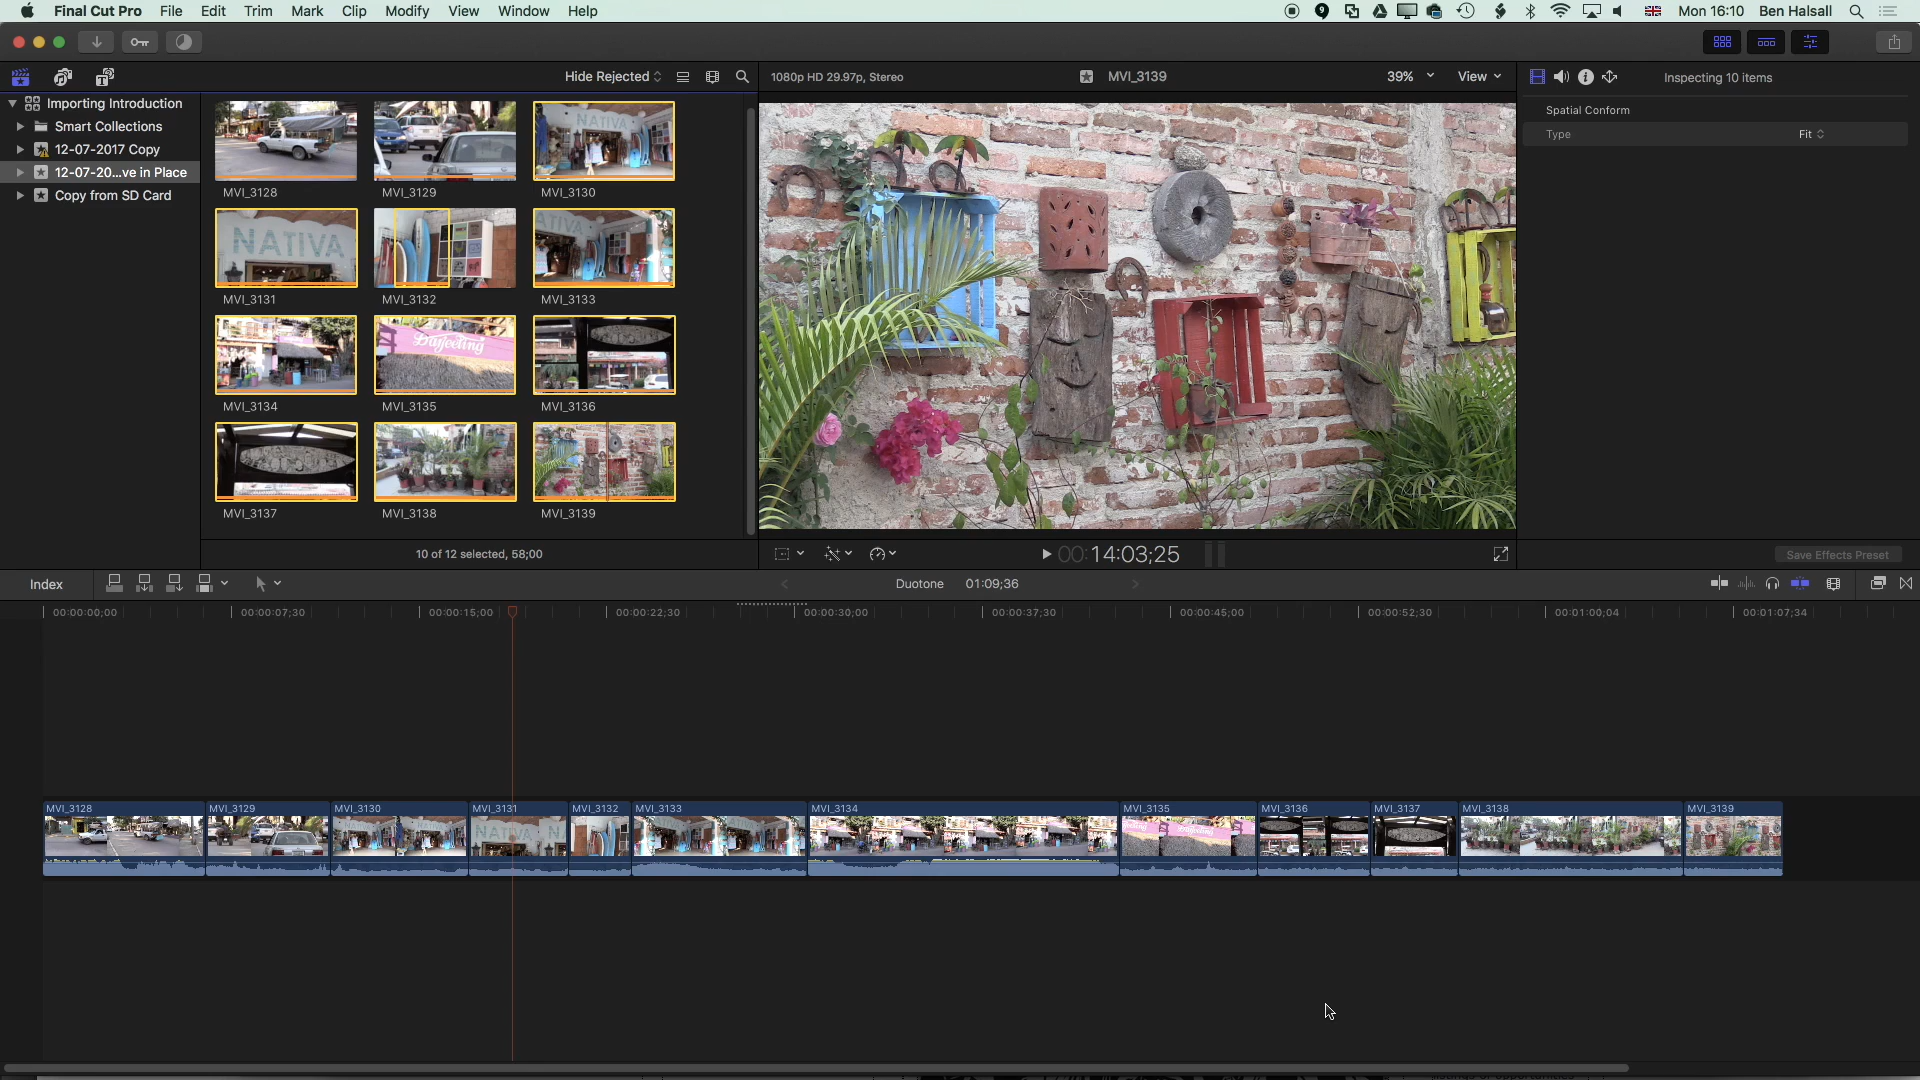 Final Cut Pro File Edit Trim Mark Clip Modify View Window Help
9 Mon 16:10 Ben Halsall
Hide Rejected
1080p HD 29.97p, Stereo MVI_3139 39% View
Inspecting 10 items
Importing Introduction
Smart Collections
12-07-2017 Copy
12-07-20...ve in Place
Copy from SD Card
Spatial Conform
Type Fit
NATIVA
MVI_3128 MVI_3129 MVI_3130
NATIVA
MVI_3131 MVI_3132 MVI_3133
Darjeeling
MVI_3134 MVI_3135 MVI_3136
MVI_3137 MVI_3138 MVI_3139
10 of 12 selected, 58;00
00:14:03;25
Save Effects Preset
Index
Duotone 01:09;36
00:00:00;00 00:00:07;30 00:00:15;00 00:00:22;30 00:00:30;00 00:00:37;30 00:00:45;00 00:00:52;30 00:01:00;04 00:01:07;34
MVI_3128 MVI_3129 MVI_3130 MVI_3131 MVI_3132 MVI_3133 MVI_3134 MVI_3135 MVI_3136 MVI_3137 MVI_3138 MVI_3139